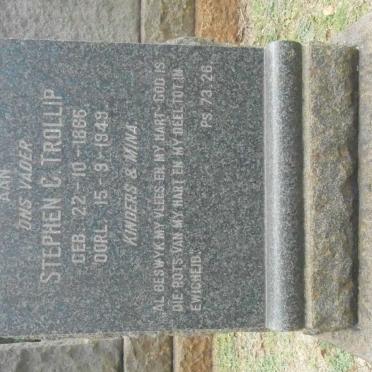 AAN
ONS VADER
STEPHEN C. TROLLIP
GEB. 22-10-1866.
OORL. 15-9-1949.
KINDERS & MINA.
AL BESWYK MY VLEES EN MY HART - GOD IS
DIE ROTS VAN MY HART EN MY DEEL TOT IN
EWIGHEID.
PS. 73.26.